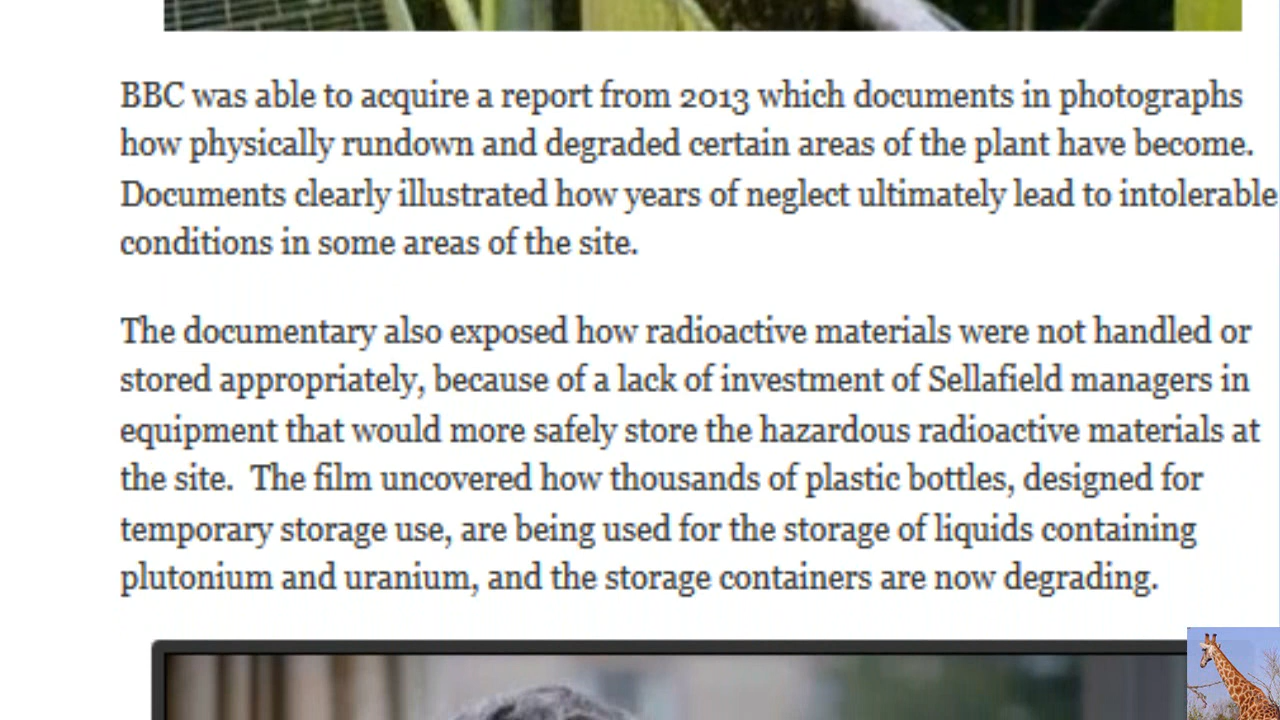 BBC was able to acquire a report from 2013 which documents in photographs
how physically rundown and degraded certain areas of the plant have become.
Documents clearly illustrated how years of neglect ultimately lead to intolerable
conditions in some areas of the site.
The documentary also exposed how radioactive materials were not handled or
stored appropriately, because of a lack of investment of Sellafield managers in
equipment that would more safely store the hazardous radioactive materials at
the site.  The film uncovered how thousands of plastic bottles, designed for
temporary storage use, are being used for the storage of liquids containing
plutonium and uranium, and the storage containers are now degrading.